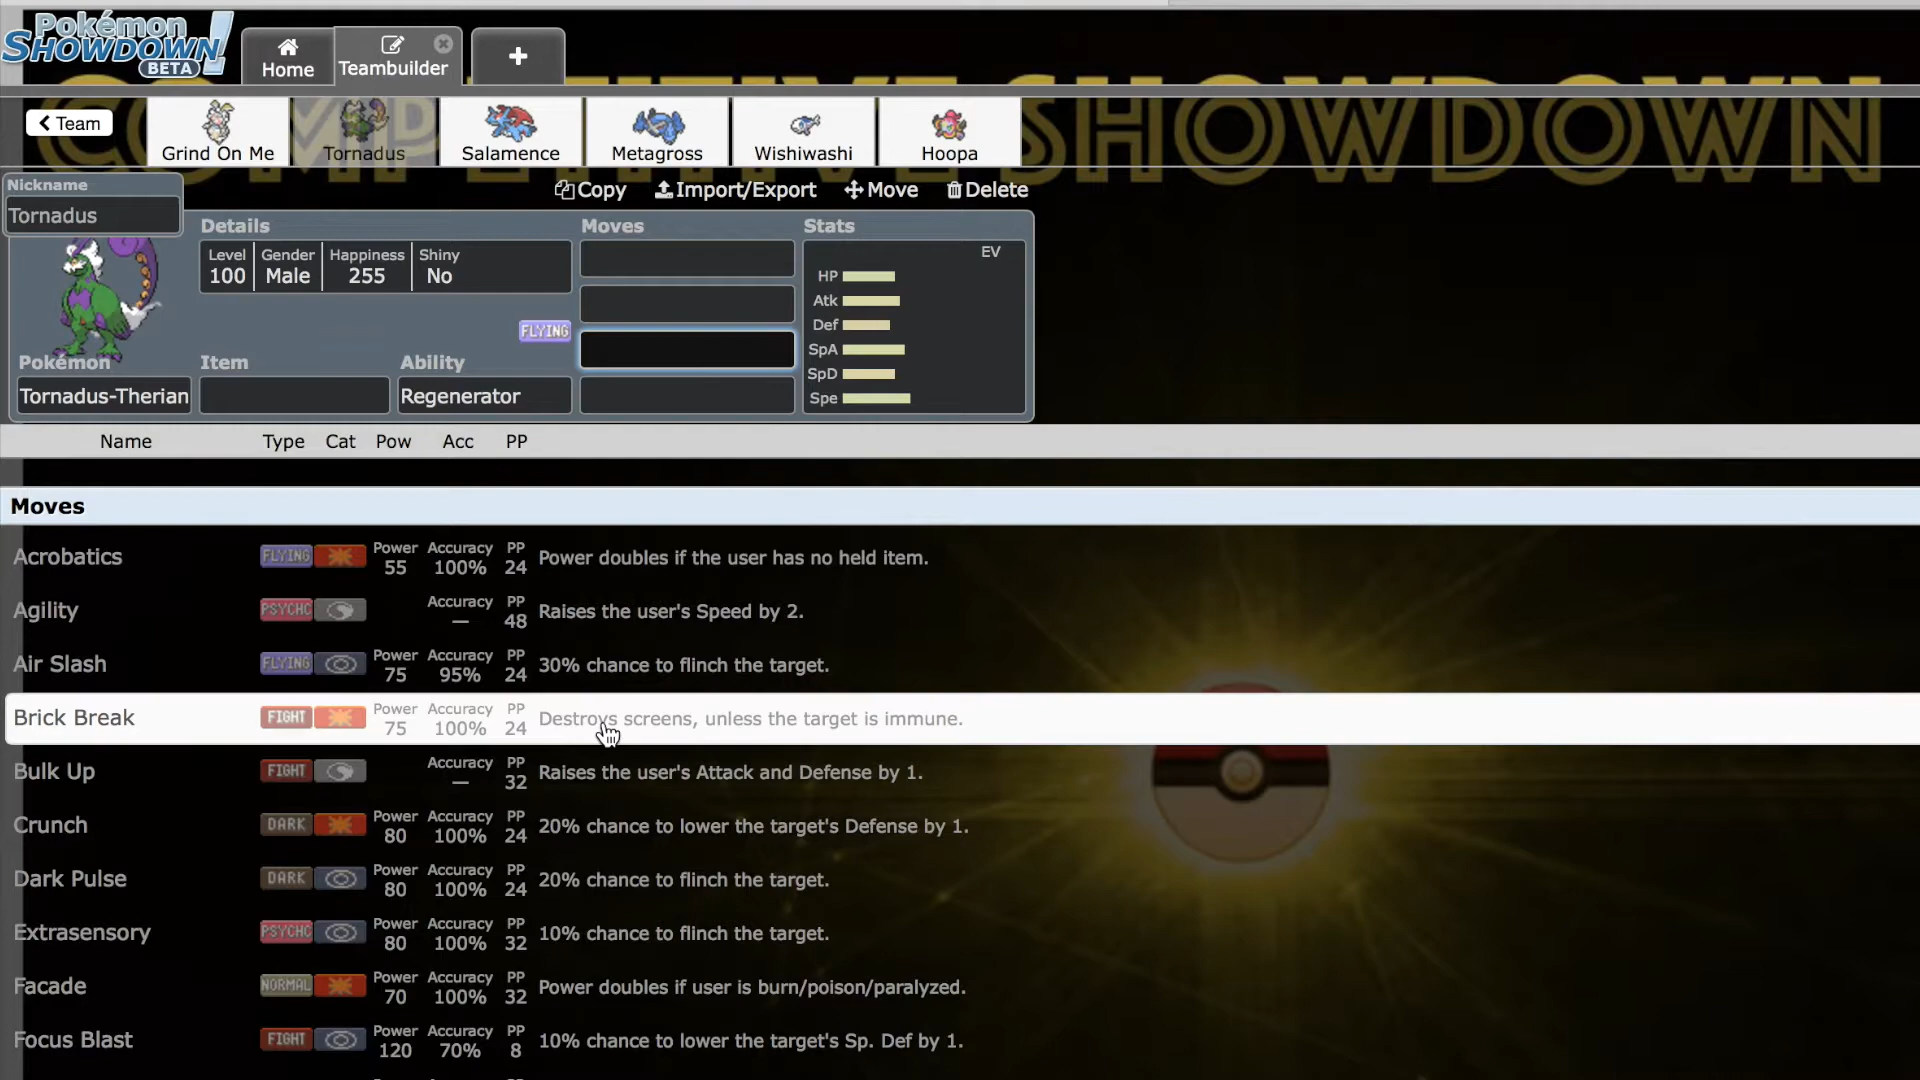 Pokémon
SHOWDOWN!
BETA
Home
Teambuilder
+
COMPETITIVE SHOWDOWN
Team
Grind On Me
Tornadus
Salamence
Metagross
Wishiwashi
Hoopa
Copy
Import/Export
Move
Delete
Nickname
Tornadus
Details
Moves
Stats
Level
Gender
Happiness
Shiny
100
Male
255
No
EV
HP
Atk
Def
SpA
SpD
Spe
FLYING
Pokémon
Item
Ability
Tornadus-Therian
Regenerator
Name Type Cat Pow Acc PP
Moves
Acrobatics FLYING Power 55 Accuracy 100% PP 24 Power doubles if the user has no held item.
Agility PSYCHC Accuracy — PP 48 Raises the user's Speed by 2.
Air Slash FLYING Power 75 Accuracy 95% PP 24 30% chance to flinch the target.
Brick Break FIGHT Power 75 Accuracy 100% PP 24 Destroys screens, unless the target is immune.
Bulk Up FIGHT Accuracy — PP 32 Raises the user's Attack and Defense by 1.
Crunch DARK Power 80 Accuracy 100% PP 24 20% chance to lower the target's Defense by 1.
Dark Pulse DARK Power 80 Accuracy 100% PP 24 20% chance to flinch the target.
Extrasensory PSYCHC Power 80 Accuracy 100% PP 32 10% chance to flinch the target.
Facade NORMAL Power 70 Accuracy 100% PP 32 Power doubles if user is burn/poison/paralyzed.
Focus Blast FIGHT Power 120 Accuracy 70% PP 8 10% chance to lower the target's Sp. Def by 1.